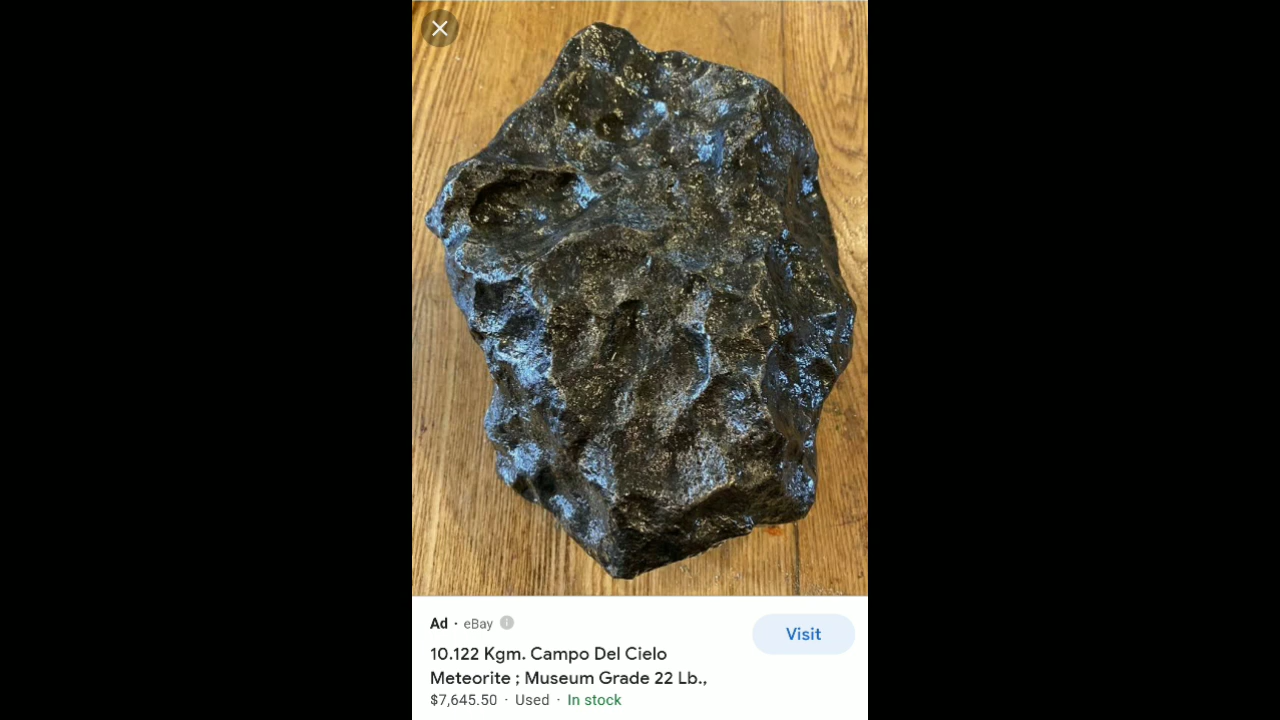 Ad · eBay
Visit
10.122 Kgm. Campo Del Cielo
Meteorite ; Museum Grade 22 Lb.,
$7,645.50 · Used · In stock